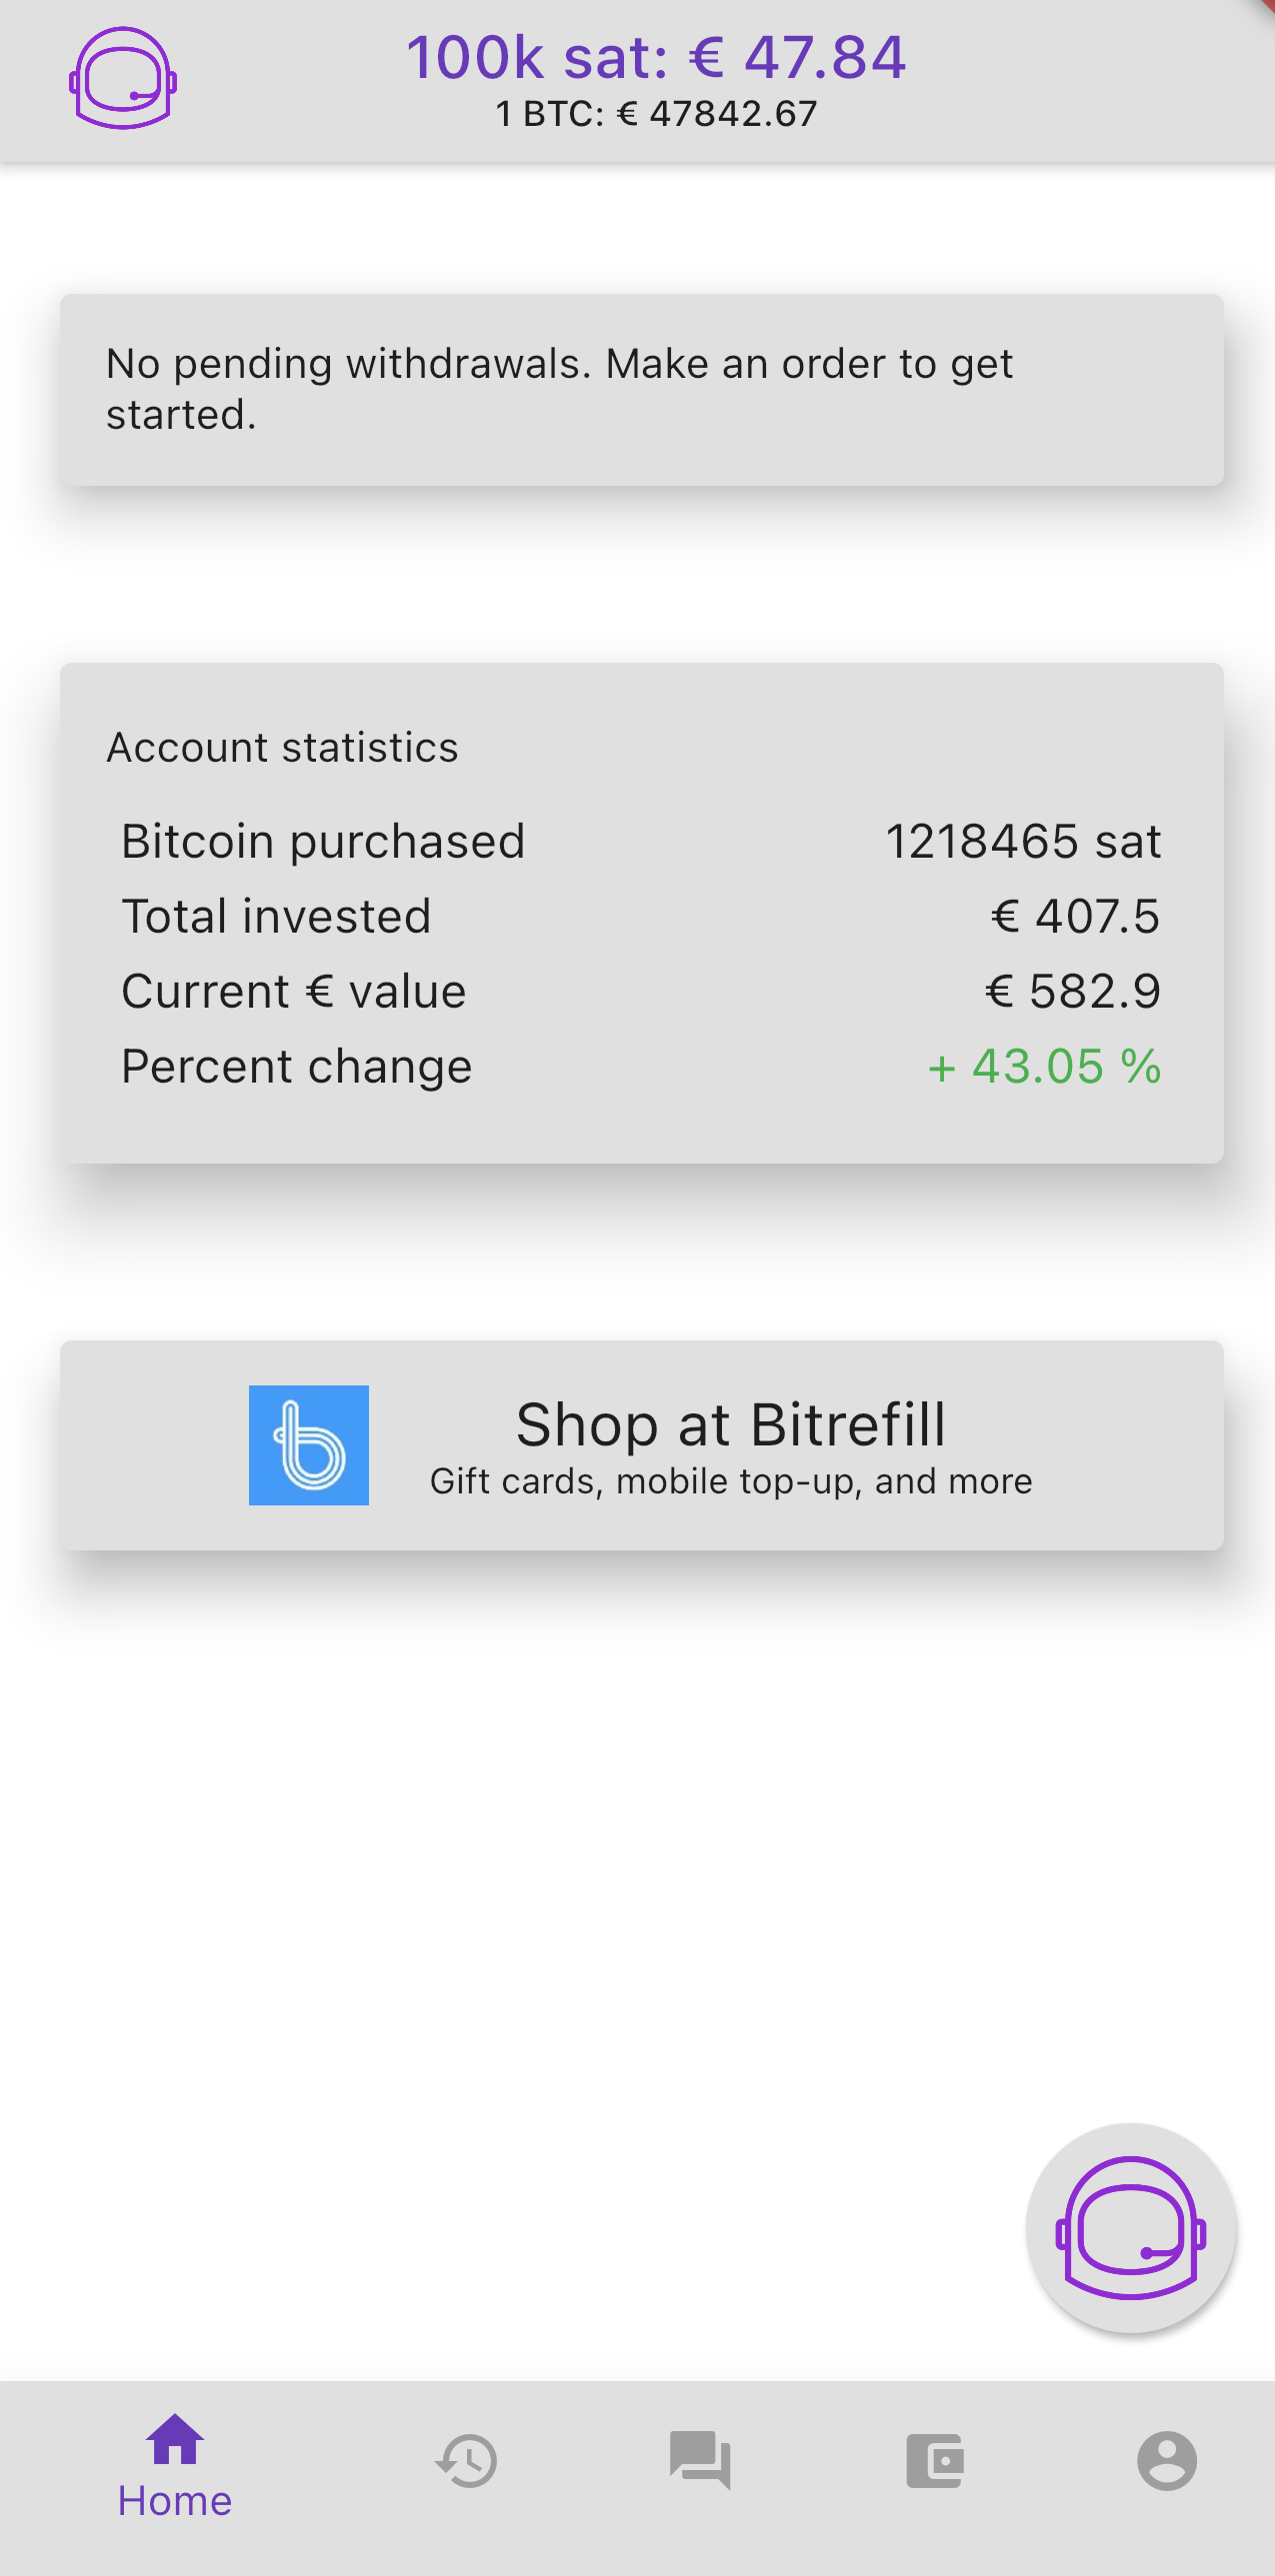 100k sat: € 47.84
1 BTC: € 47842.67
No pending withdrawals. Make an order to get
started.
Account statistics
Bitcoin purchased 1218465 sat
Total invested € 407.5
Current € value € 582.9
Percent change + 43.05 %
Shop at Bitrefill
Gift cards, mobile top-up, and more
Home